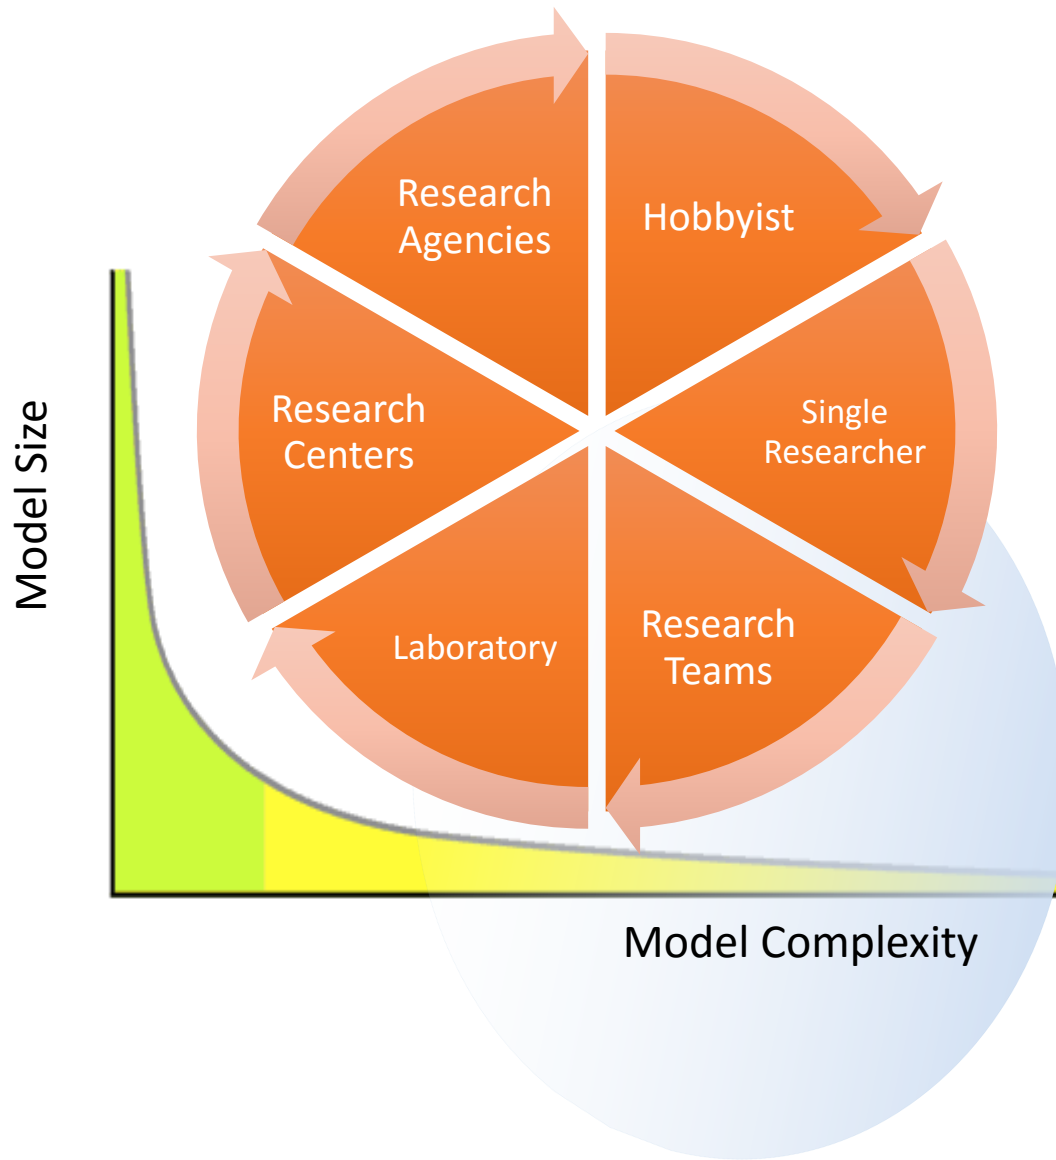 Research
Agencies
Hobbyist
Single
Researcher
Research
Teams
Laboratory
Research
Centers
Model Size
Model Complexity